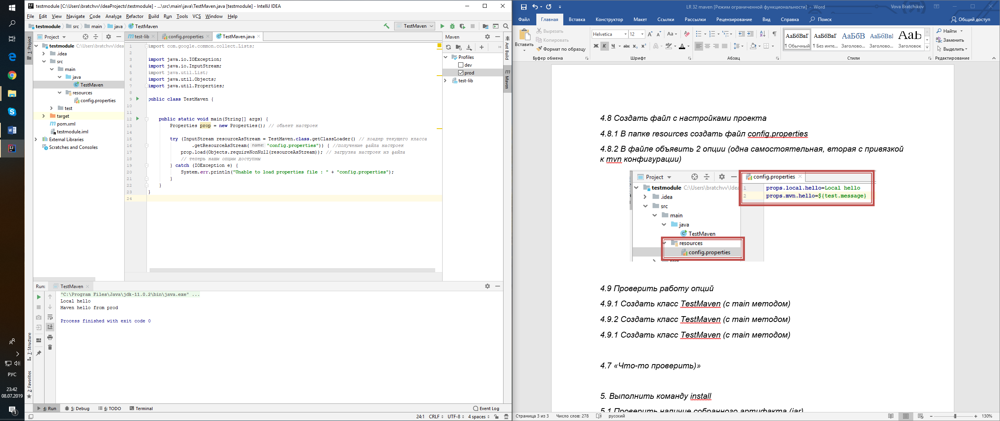 testmodule [C:\Users\bratchvv\IdeaProjects\testmodule] - ...\src\main\java\TestMaven.java [testmodule] - IntelliJ IDEA
File Edit View Navigate Code Analyze Refactor Build Run Tools VCS Window Help
testmodule src main java TestMaven
TestMaven
1: Project
Project
testmodule C:\Users\bratchvv\Idea
.idea
src
main
java
TestMaven
resources
config.properties
test
target
pom.xml
testmodule.iml
External Libraries
Scratches and Consoles
test-lib config.properties TestMaven.java
1 import com.google.common.collect.Lists;
2
3 import java.io.IOException;
4 import java.io.InputStream;
5 import java.util.List;
6 import java.util.Objects;
7 import java.util.Properties;
8
9 public class TestMaven {
10
11
12 public static void main(String[] args) {
13 Properties prop = new Properties(); // обьект настроек
14
15 try (InputStream resourceAsStream = TestMaven.class.getClassLoader() // лоадер текущего класса
16 .getResourceAsStream( name: "config.properties")) { //получение файла настроек
17 prop.load(Objects.requireNonNull(resourceAsStream)); // загрузка настроек из файла
18 // теперь наши опции доступны
19 } catch (IOException e) {
20 System.err.println("Unable to load properties file : " + "config.properties");
21 }
22 }
23 }
24
Maven
Profiles
dev
prod
test-lib
Ant Build
Maven
Run: TestMaven
"C:\Program Files\Java\jdk-11.0.2\bin\java.exe" ...
Local hello
Maven hello from prod
Process finished with exit code 0
7: Structure
2: Favorites
4: Run 5: Debug 6: TODO Terminal Event Log
24:1 CRLF UTF-8 4 spaces
РУС
23:42
08.07.2019
1
LR 32 maven [Режим ограниченной функциональности] - Word
Vova Bratchikov
Файл Главная Вставка Конструктор Макет Ссылки Рассылки Рецензирование Вид Справка Поиск Общий доступ
Вставить
Вырезать
Копировать
Формат по образцу
Буфер обмена
Helvetica 12
Шрифт
Абзац
АаБбВвГ АаБбВвГ АаБбВ АаБбВвІ АаЬ
¶ Обычный ¶ Без инте... Заголово... Заголово... Заголовок
Стили
Найти
Заменить
Выделить
Редактирование
4.8 Создать файл с настройками проекта
4.8.1 В папке resources создать файл config.properties
4.8.2 В файле объявить 2 опции (одна самостоятельная, вторая с привязкой
к mvn конфигурации)
Project
testmodule C:\Users\bratchvv\Idea
.idea
src
main
java
TestMaven
resources
config.properties
config.properties
1 props.local.hello=Local hello
2 props.mvn.hello=${test.message}
4.9 Проверить работу опций
4.9.1 Создать класс TestMaven (с main методом)
4.9.2 Создать класс TestMaven (с main методом)
4.9.1 Создать класс TestMaven (с main методом)
4.7 «Что-то проверить)»
5. Выполнить команду install
5.1 Проверить наличие собранного артифакта (jar)
Страница 3 из 3 Число слов: 278 русский
130%